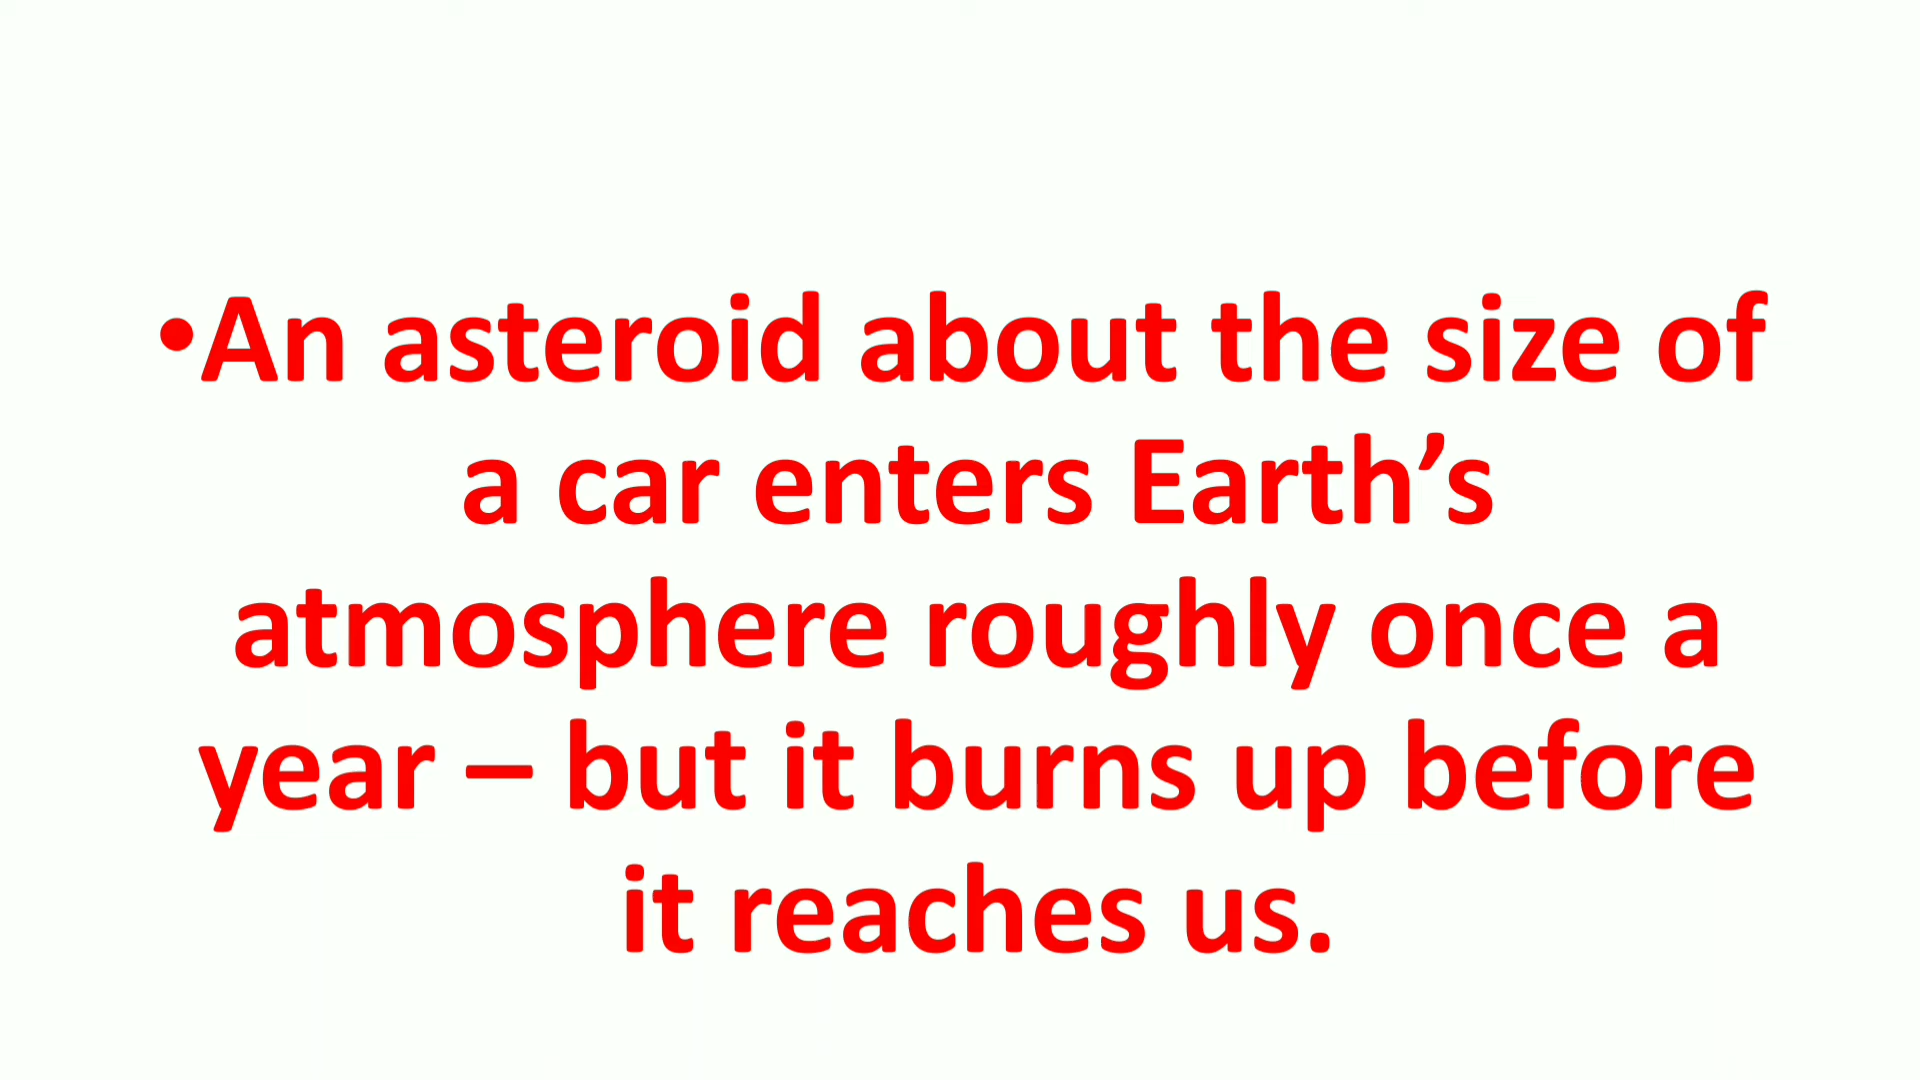 •An asteroid about the size of
a car enters Earth’s
atmosphere roughly once a
year – but it burns up before
it reaches us.